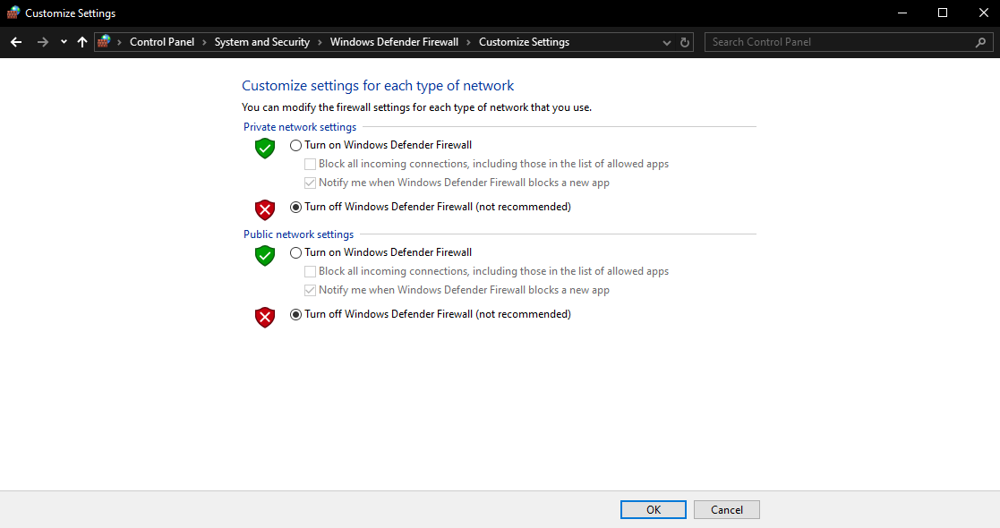 Customize Settings
Control Panel
System and Security
Windows Defender Firewall
Customize Settings
Search Control Panel
Customize settings for each type of network
You can modify the firewall settings for each type of network that you use.
Private network settings
Turn on Windows Defender Firewall
Block all incoming connections, including those in the list of allowed apps
Notify me when Windows Defender Firewall blocks a new app
Turn off Windows Defender Firewall (not recommended)
Public network settings
Turn on Windows Defender Firewall
Block all incoming connections, including those in the list of allowed apps
Notify me when Windows Defender Firewall blocks a new app
Turn off Windows Defender Firewall (not recommended)
OK
Cancel